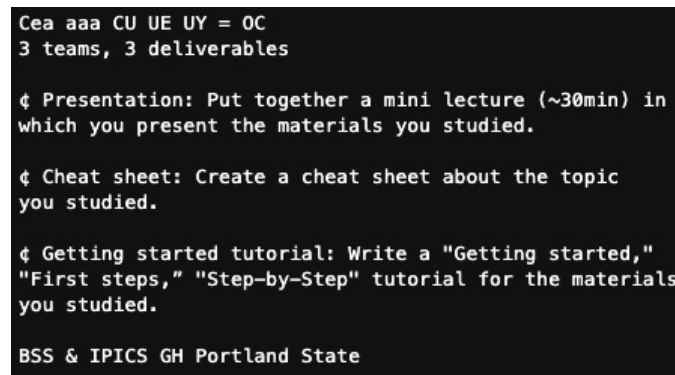 Cea aaa CU UE UY = OC
3 teams, 3 deliverables
¢ Presentation: Put together a mini lecture (~30min) in
which you present the materials you studied.
¢ Cheat sheet: Create a cheat sheet about the topic
you studied.
¢ Getting started tutorial: Write a "Getting started,"
"First steps,” "Step—by—Step" tutorial for the materials
you studied.
BSS & IPICS GH Portland State